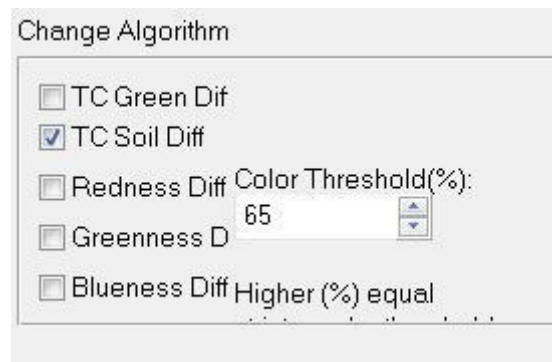 Change Algorithm
TC Green Dif
TC Soil Diff
Redness Diff
Color Threshold(%):
65
Greenness D
Blueness Diff
Higher (%) equal